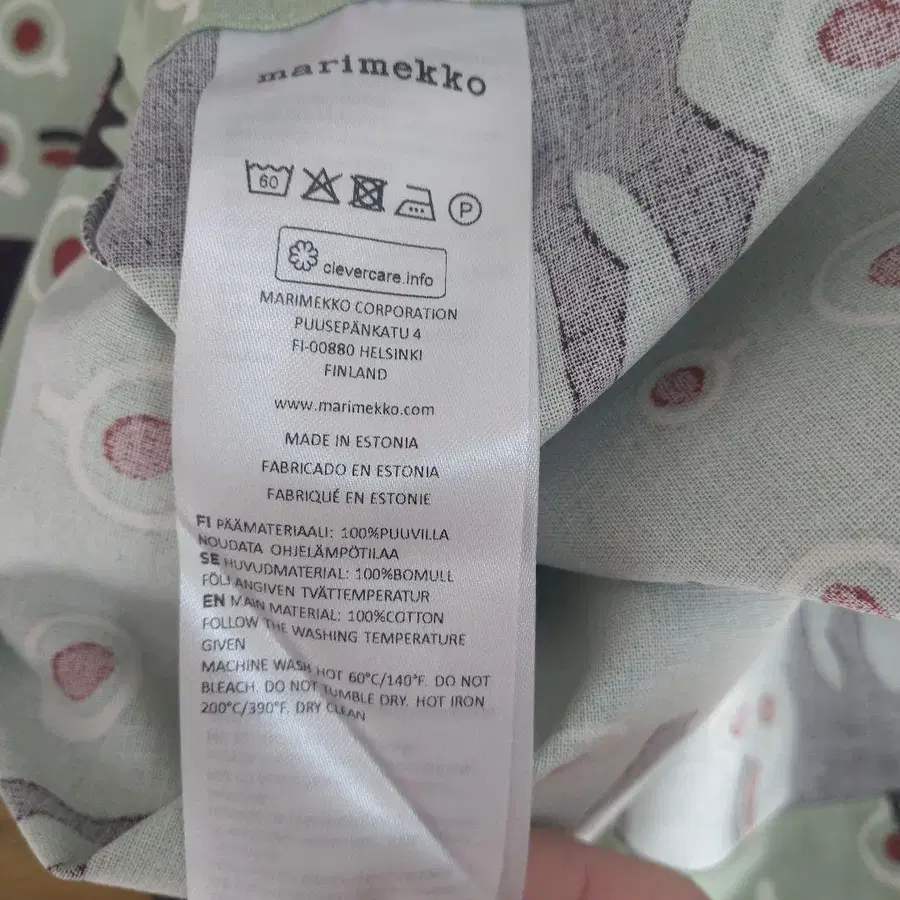 marimekko
60
P
clevercare.info
MARIMEKKO CORPORATION
PUUSEPÄNKATU 4
FI-00880 HELSINKI
FINLAND
www.marimekko.com
MADE IN ESTONIA
FABRICADO EN ESTONIA
FABRIQUÉ EN ESTONIE
FI PÄÄMATERIAALI: 100%PUUVILLA
NOUDATA OHJELÄMPÖTILAA
SE HUVUDMATERIAL: 100%BOMULL
FÖLJ ANGIVEN TVÄTTEMPERATUR
EN MAIN MATERIAL: 100%COTTON
FOLLOW THE WASHING TEMPERATURE
GIVEN
MACHINE WASH HOT 60°C/140°F. DO NOT
BLEACH. DO NOT TUMBLE DRY. HOT IRON
200°C/390°F. DRY CLEAN